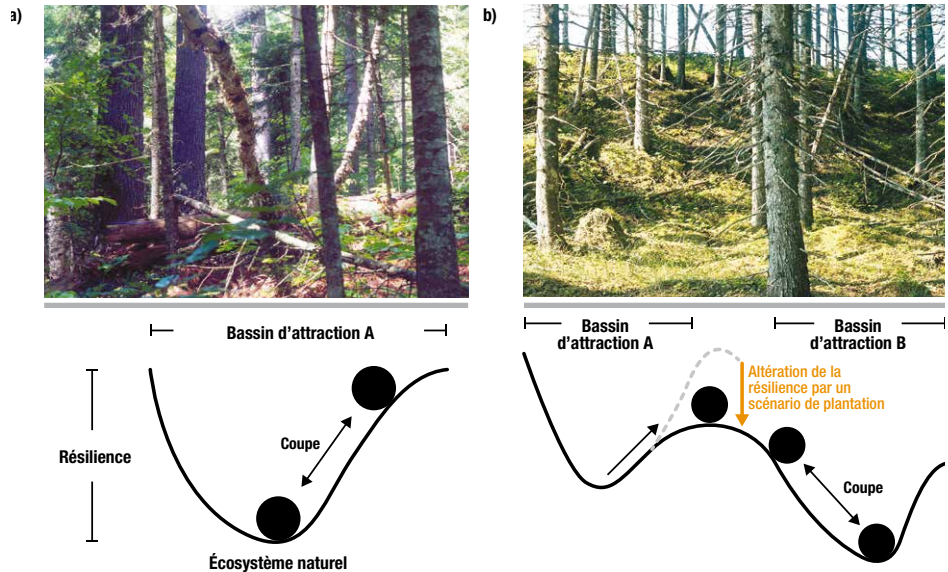 a)
Bassin d'attraction A
Résilience
Coupe
Écosystème naturel
b)
Bassin
d'attraction A
Bassin
d'attraction B
Altération de la
résilience par un
scénario de plantation
Coupe